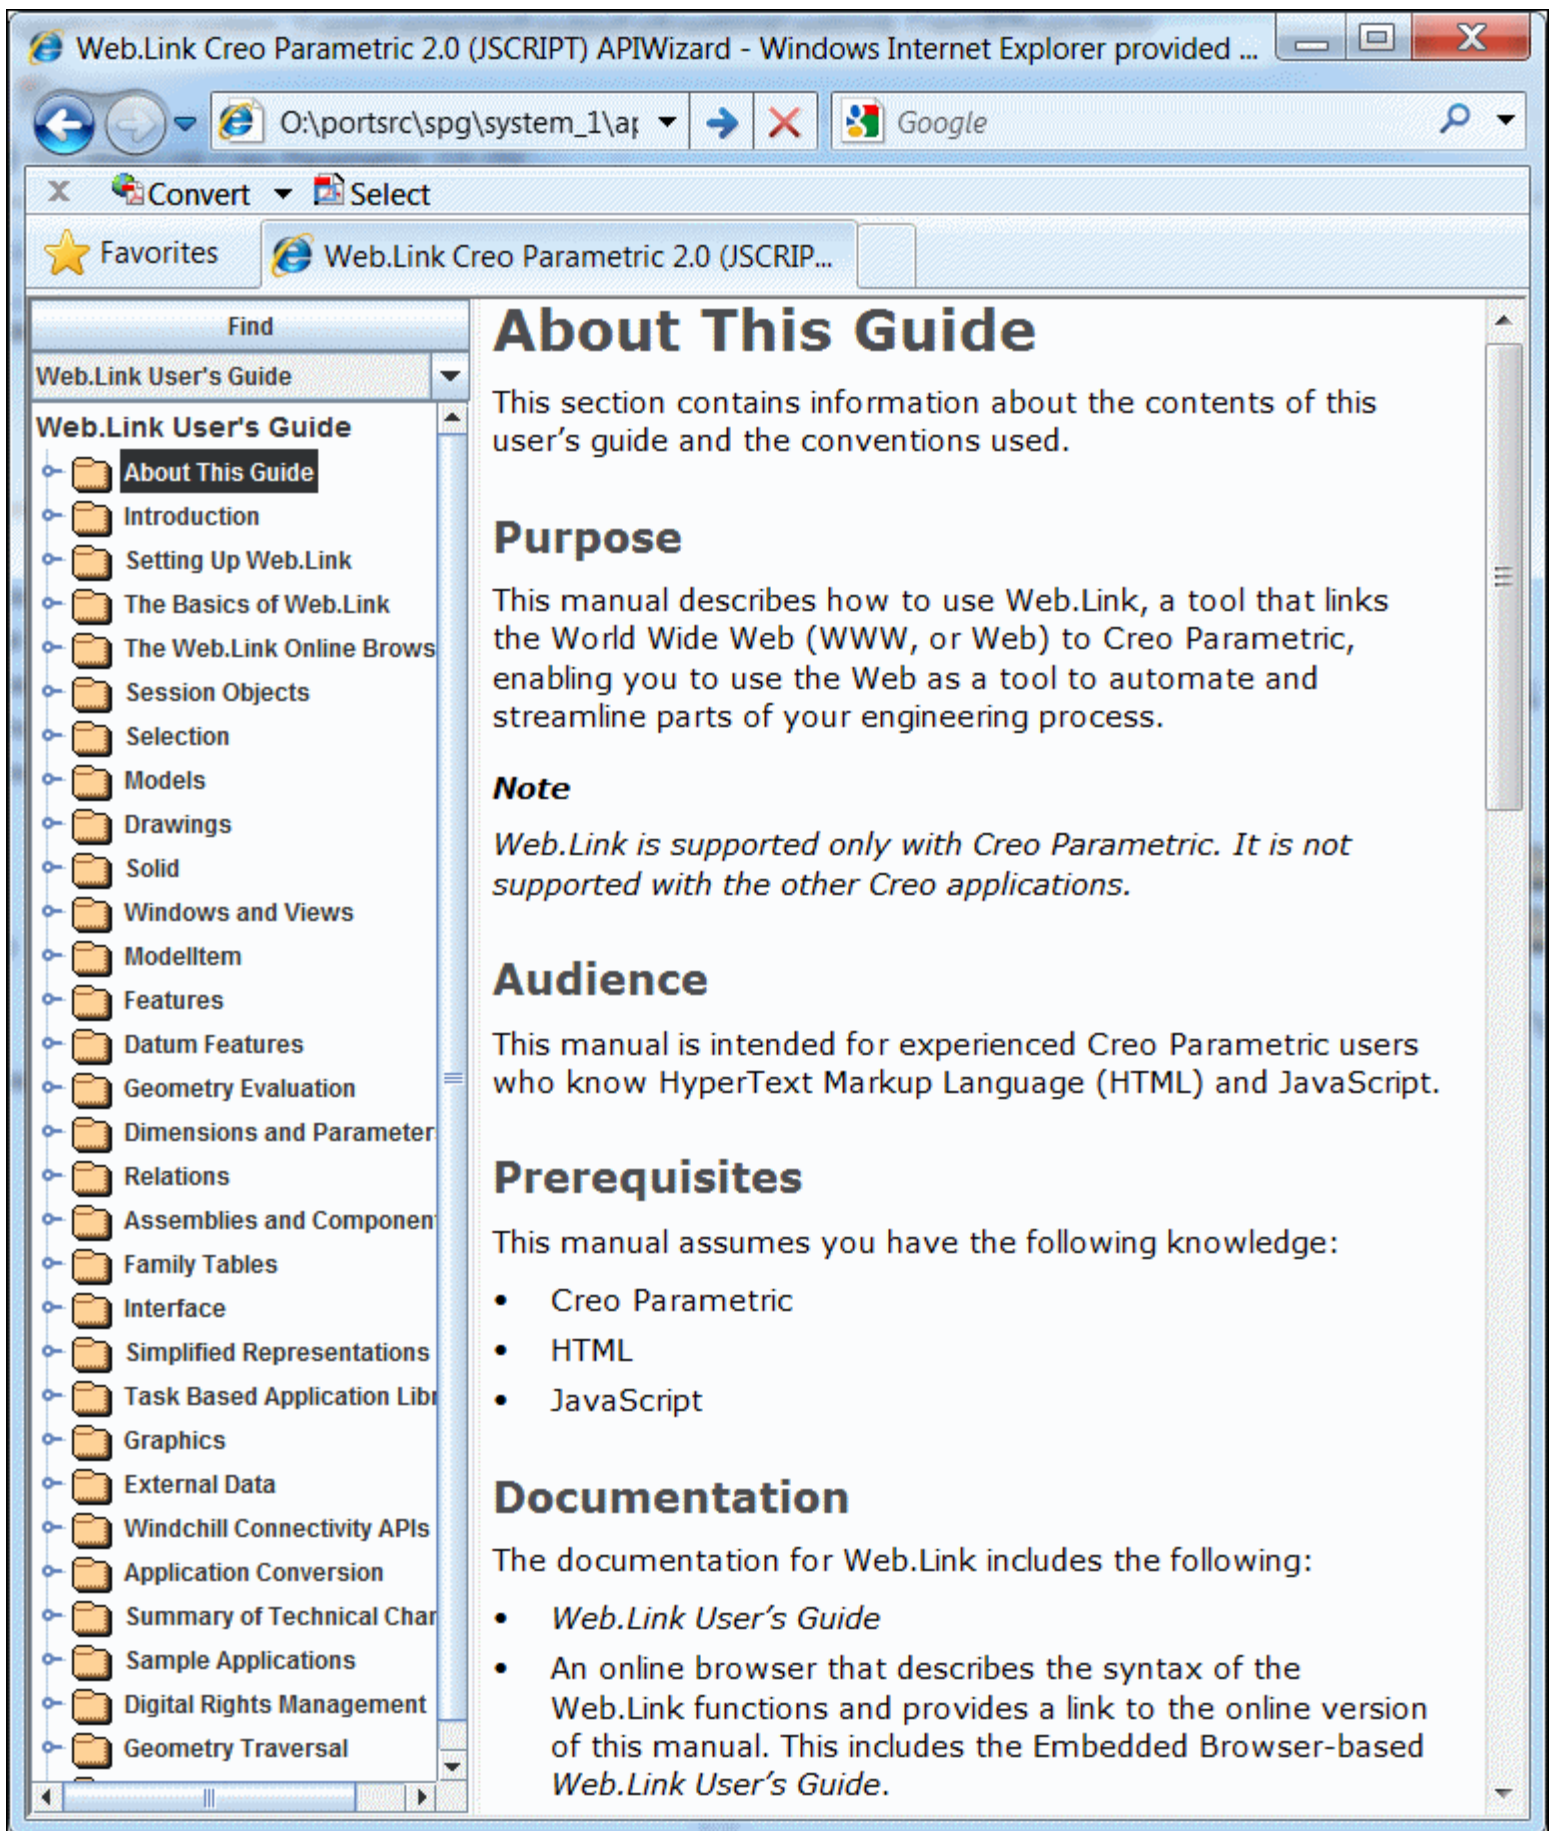 Web.Link Creo Parametric 2.0 (JSCRIPT) APIWizard - Windows Internet Explorer provided ...
O:\portsrc\spg\system_1\ap
Google
x Convert Select
Favorites
Web.Link Creo Parametric 2.0 (JSCRIP...
Find
Web.Link User's Guide
Web.Link User's Guide
About This Guide
Introduction
Setting Up Web.Link
The Basics of Web.Link
The Web.Link Online Brows
Session Objects
Selection
Models
Drawings
Solid
Windows and Views
ModelItem
Features
Datum Features
Geometry Evaluation
Dimensions and Parameter
Relations
Assemblies and Componen
Family Tables
Interface
Simplified Representations
Task Based Application Libr
Graphics
External Data
Windchill Connectivity APIs
Application Conversion
Summary of Technical Char
Sample Applications
Digital Rights Management
Geometry Traversal
About This Guide
This section contains information about the contents of this
user’s guide and the conventions used.
Purpose
This manual describes how to use Web.Link, a tool that links
the World Wide Web (WWW, or Web) to Creo Parametric,
enabling you to use the Web as a tool to automate and
streamline parts of your engineering process.
Note
Web.Link is supported only with Creo Parametric. It is not
supported with the other Creo applications.
Audience
This manual is intended for experienced Creo Parametric users
who know HyperText Markup Language (HTML) and JavaScript.
Prerequisites
This manual assumes you have the following knowledge:
• Creo Parametric
• HTML
• JavaScript
Documentation
The documentation for Web.Link includes the following:
• Web.Link User’s Guide
• An online browser that describes the syntax of the
Web.Link functions and provides a link to the online version
of this manual. This includes the Embedded Browser-based
Web.Link User’s Guide.